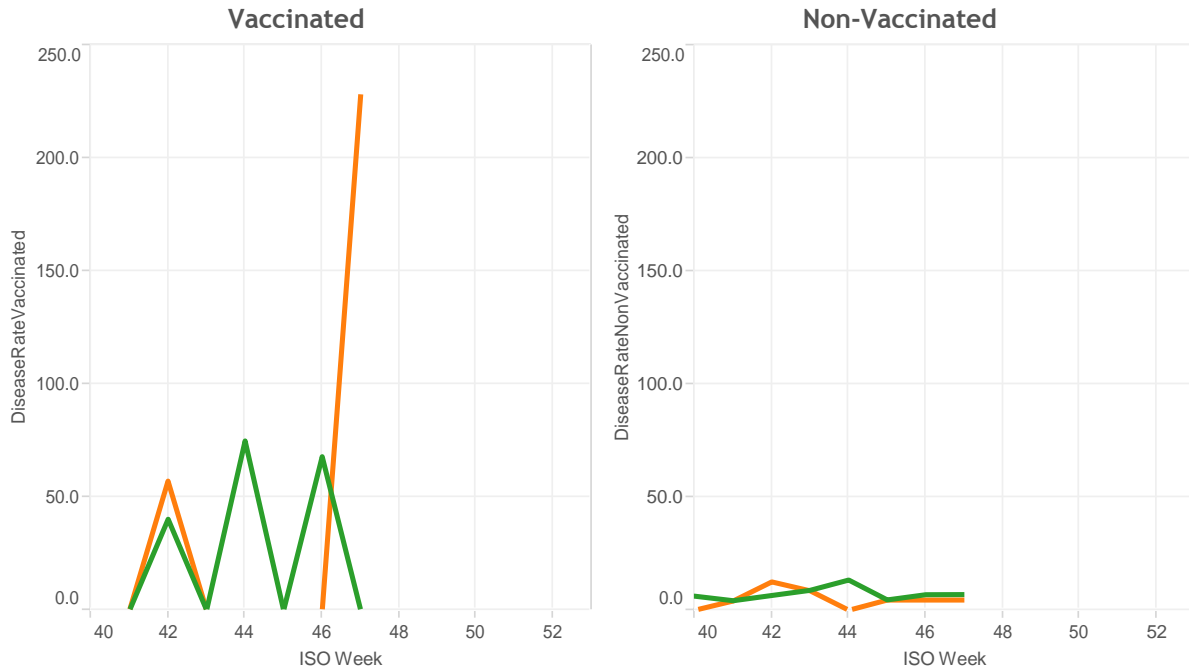 Vaccinated
250.0
200.0
150.0
100.0
50.0
0.0
DiseaseRateVaccinated
40 42 44 46 48 50 52
ISO Week
Non-Vaccinated
250.0
200.0
150.0
100.0
50.0
0.0
DiseaseRateNonVaccinated
40 42 44 46 48 50 52
ISO Week